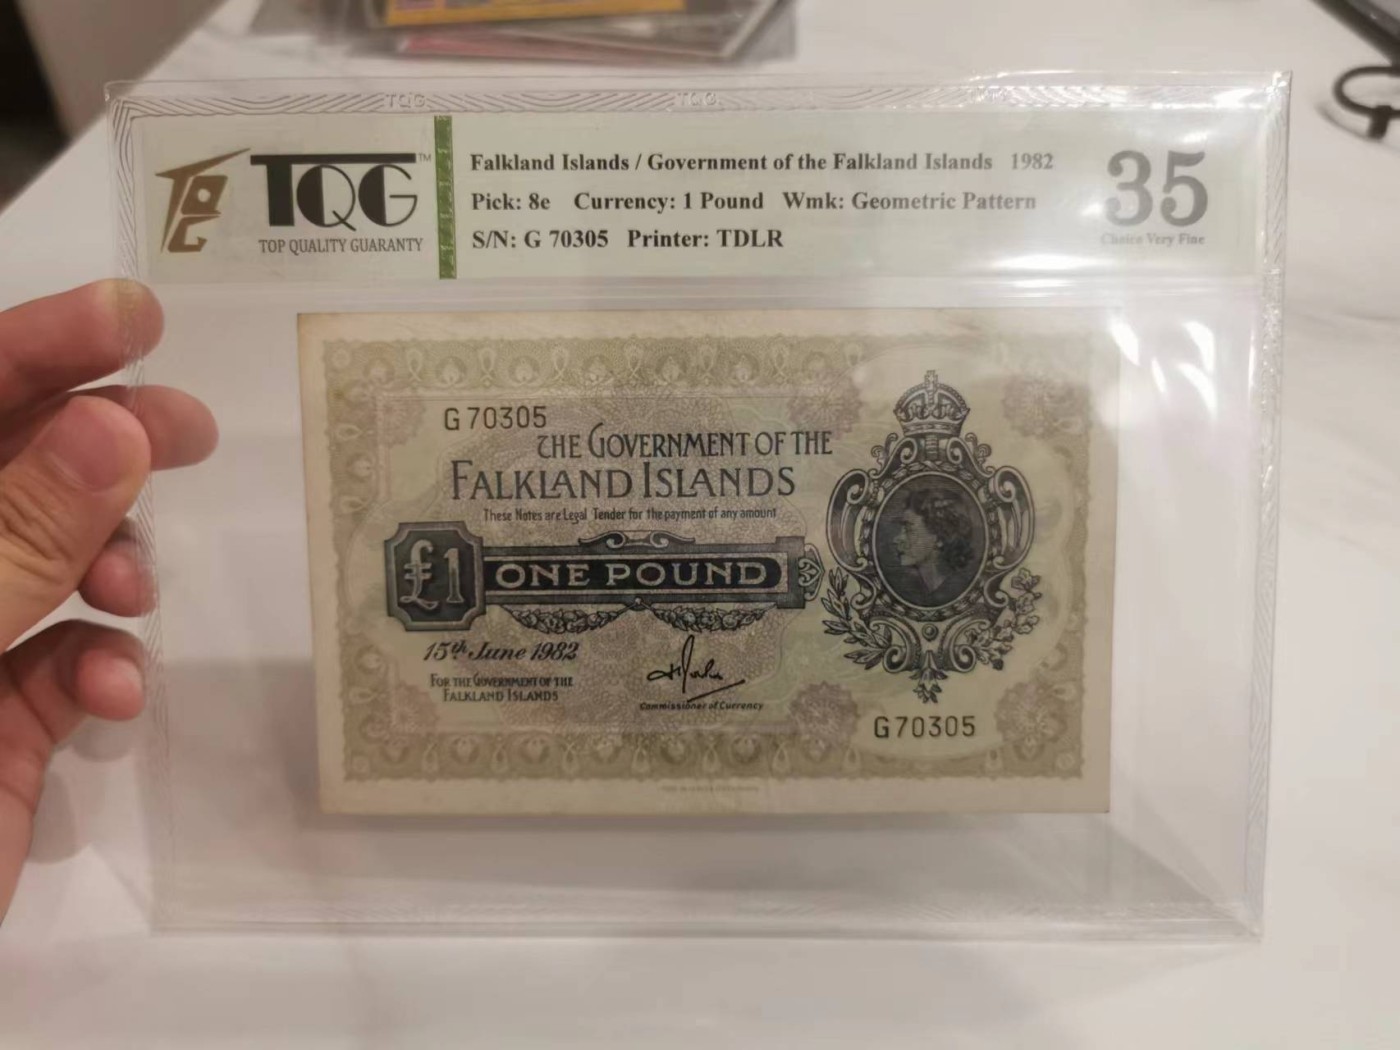 TQG TQG
TQG™
TOP QUALITY GUARANTY
Falkland Islands / Government of the Falkland Islands 1982
Pick: 8e Currency: 1 Pound Wmk: Geometric Pattern
S/N: G 70305 Printer: TDLR
35
Choice Very Fine
G 70305
THE GOVERNMENT OF THE
FALKLAND ISLANDS
These Notes are Legal Tender for the payment of any amount
£1 ONE POUND
15th June 1982
FOR THE GOVERNMENT OF THE
FALKLAND ISLANDS
Commissioner of Currency
G 70305